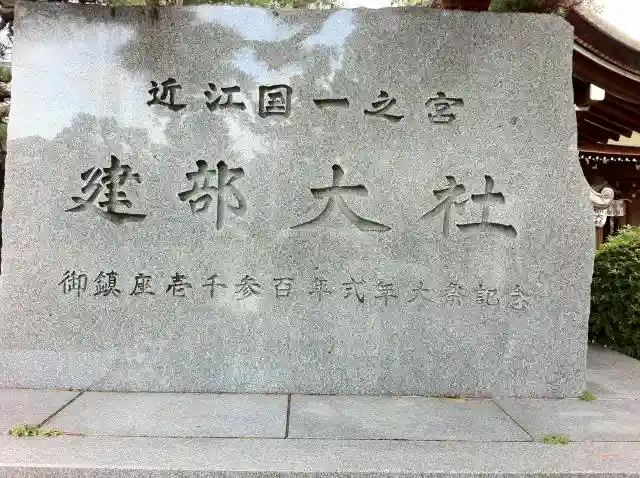 近江国一之宮
建部大社
御鎮座壱千参百年式年大祭記念